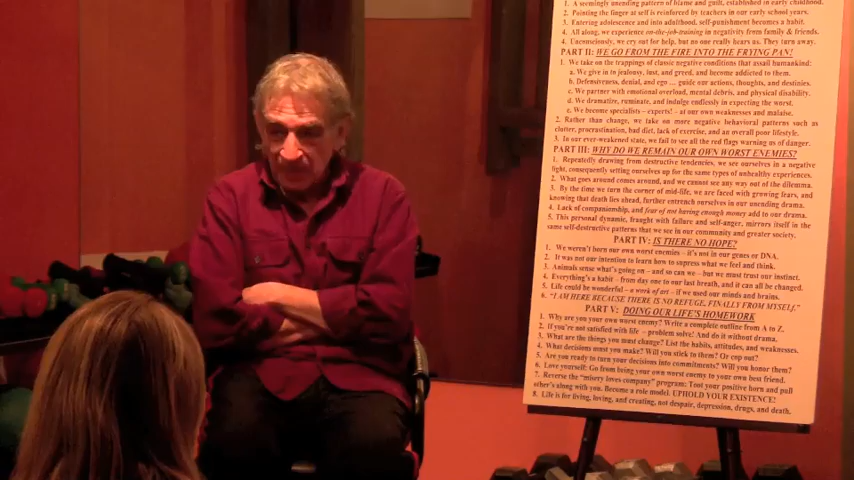 1. A seemingly unending pattern of blame and guilt, established in early childhood.
2. Pointing the finger at self is reinforced by teachers in our early school years.
3. Entering adolescence and into adulthood, self-punishment becomes a habit.
4. All along, we experience on-the-job-training in negativity from family & friends.
4. Unconsciously, we cry out for help, but no one really hears us. They turn away.
PART II: WE GO FROM THE FIRE INTO THE FRYING PAN!
1. We take on the trappings of classic negative conditions that assail humankind:
a. We give in to jealousy, lust, and greed, and become addicted to them.
b. Defensiveness, denial, and ego ... guide our actions, thoughts, and destinies.
c. We partner with emotional overload, mental debris, and physical disability.
d. We dramatize, ruminate, and indulge endlessly in expecting the worst.
e. We become specialists – experts! – at our own weaknesses and malaise.
2. Rather than change, we take on more negative behavioral patterns such as
clutter, procrastination, bad diet, lack of exercise, and an overall poor lifestyle.
3. In our ever-weakened state, we fail to see all the red flags warning us of danger.
PART III: WHY DO WE REMAIN OUR OWN WORST ENEMIES?
1. Repeatedly drawing from destructive tendencies, we see ourselves in a negative
light, consequently setting ourselves up for the same types of unhealthy experiences.
2. What goes around comes around, and we cannot see any way out of the dilemma.
3. By the time we turn the corner of mid-life, we are faced with growing fears, and
knowing that death lies ahead, further entrench ourselves in our unending drama.
4. Lack of companionship, and fear of not having enough money add to our drama.
5. This personal dynamic, fraught with failure and self-anger, mirrors itself in the
same self-destructive patterns that we see in our community and greater society.
PART IV: IS THERE NO HOPE?
1. We weren't born our own worst enemies – it's not in our genes or DNA.
2. It was not our intention to learn how to supress what we feel and think.
3. Animals sense what's going on – and so can we – but we must trust our instinct.
4. Everything's a habit – from day one to our last breath, and it can all be changed.
5. Life could be wonderful – a work of art – if we used our minds and brains.
6. "I AM HERE BECAUSE THERE IS NO REFUGE, FINALLY FROM MYSELF."
PART V: DOING OUR LIFE'S HOMEWORK
1. Why are you your own worst enemy? Write a complete outline from A to Z.
2. If you're not satisfied with life – problem solve! And do it without drama.
3. What are the things you must change? List the habits, attitudes, and weaknesses.
4. What decisions must you make? Will you stick to them? Or cop out?
5. Are you ready to turn your decisions into commitments? Will you honor them?
6. Love yourself: Go from being your own worst enemy to your own best friend.
7. Reverse the "misery loves company" program: Toot your positive horn and pull
other's along with you. Become a role model. UPHOLD YOUR EXISTENCE!
8. Life is for living, loving, and creating, not despair, depression, drugs, and death.